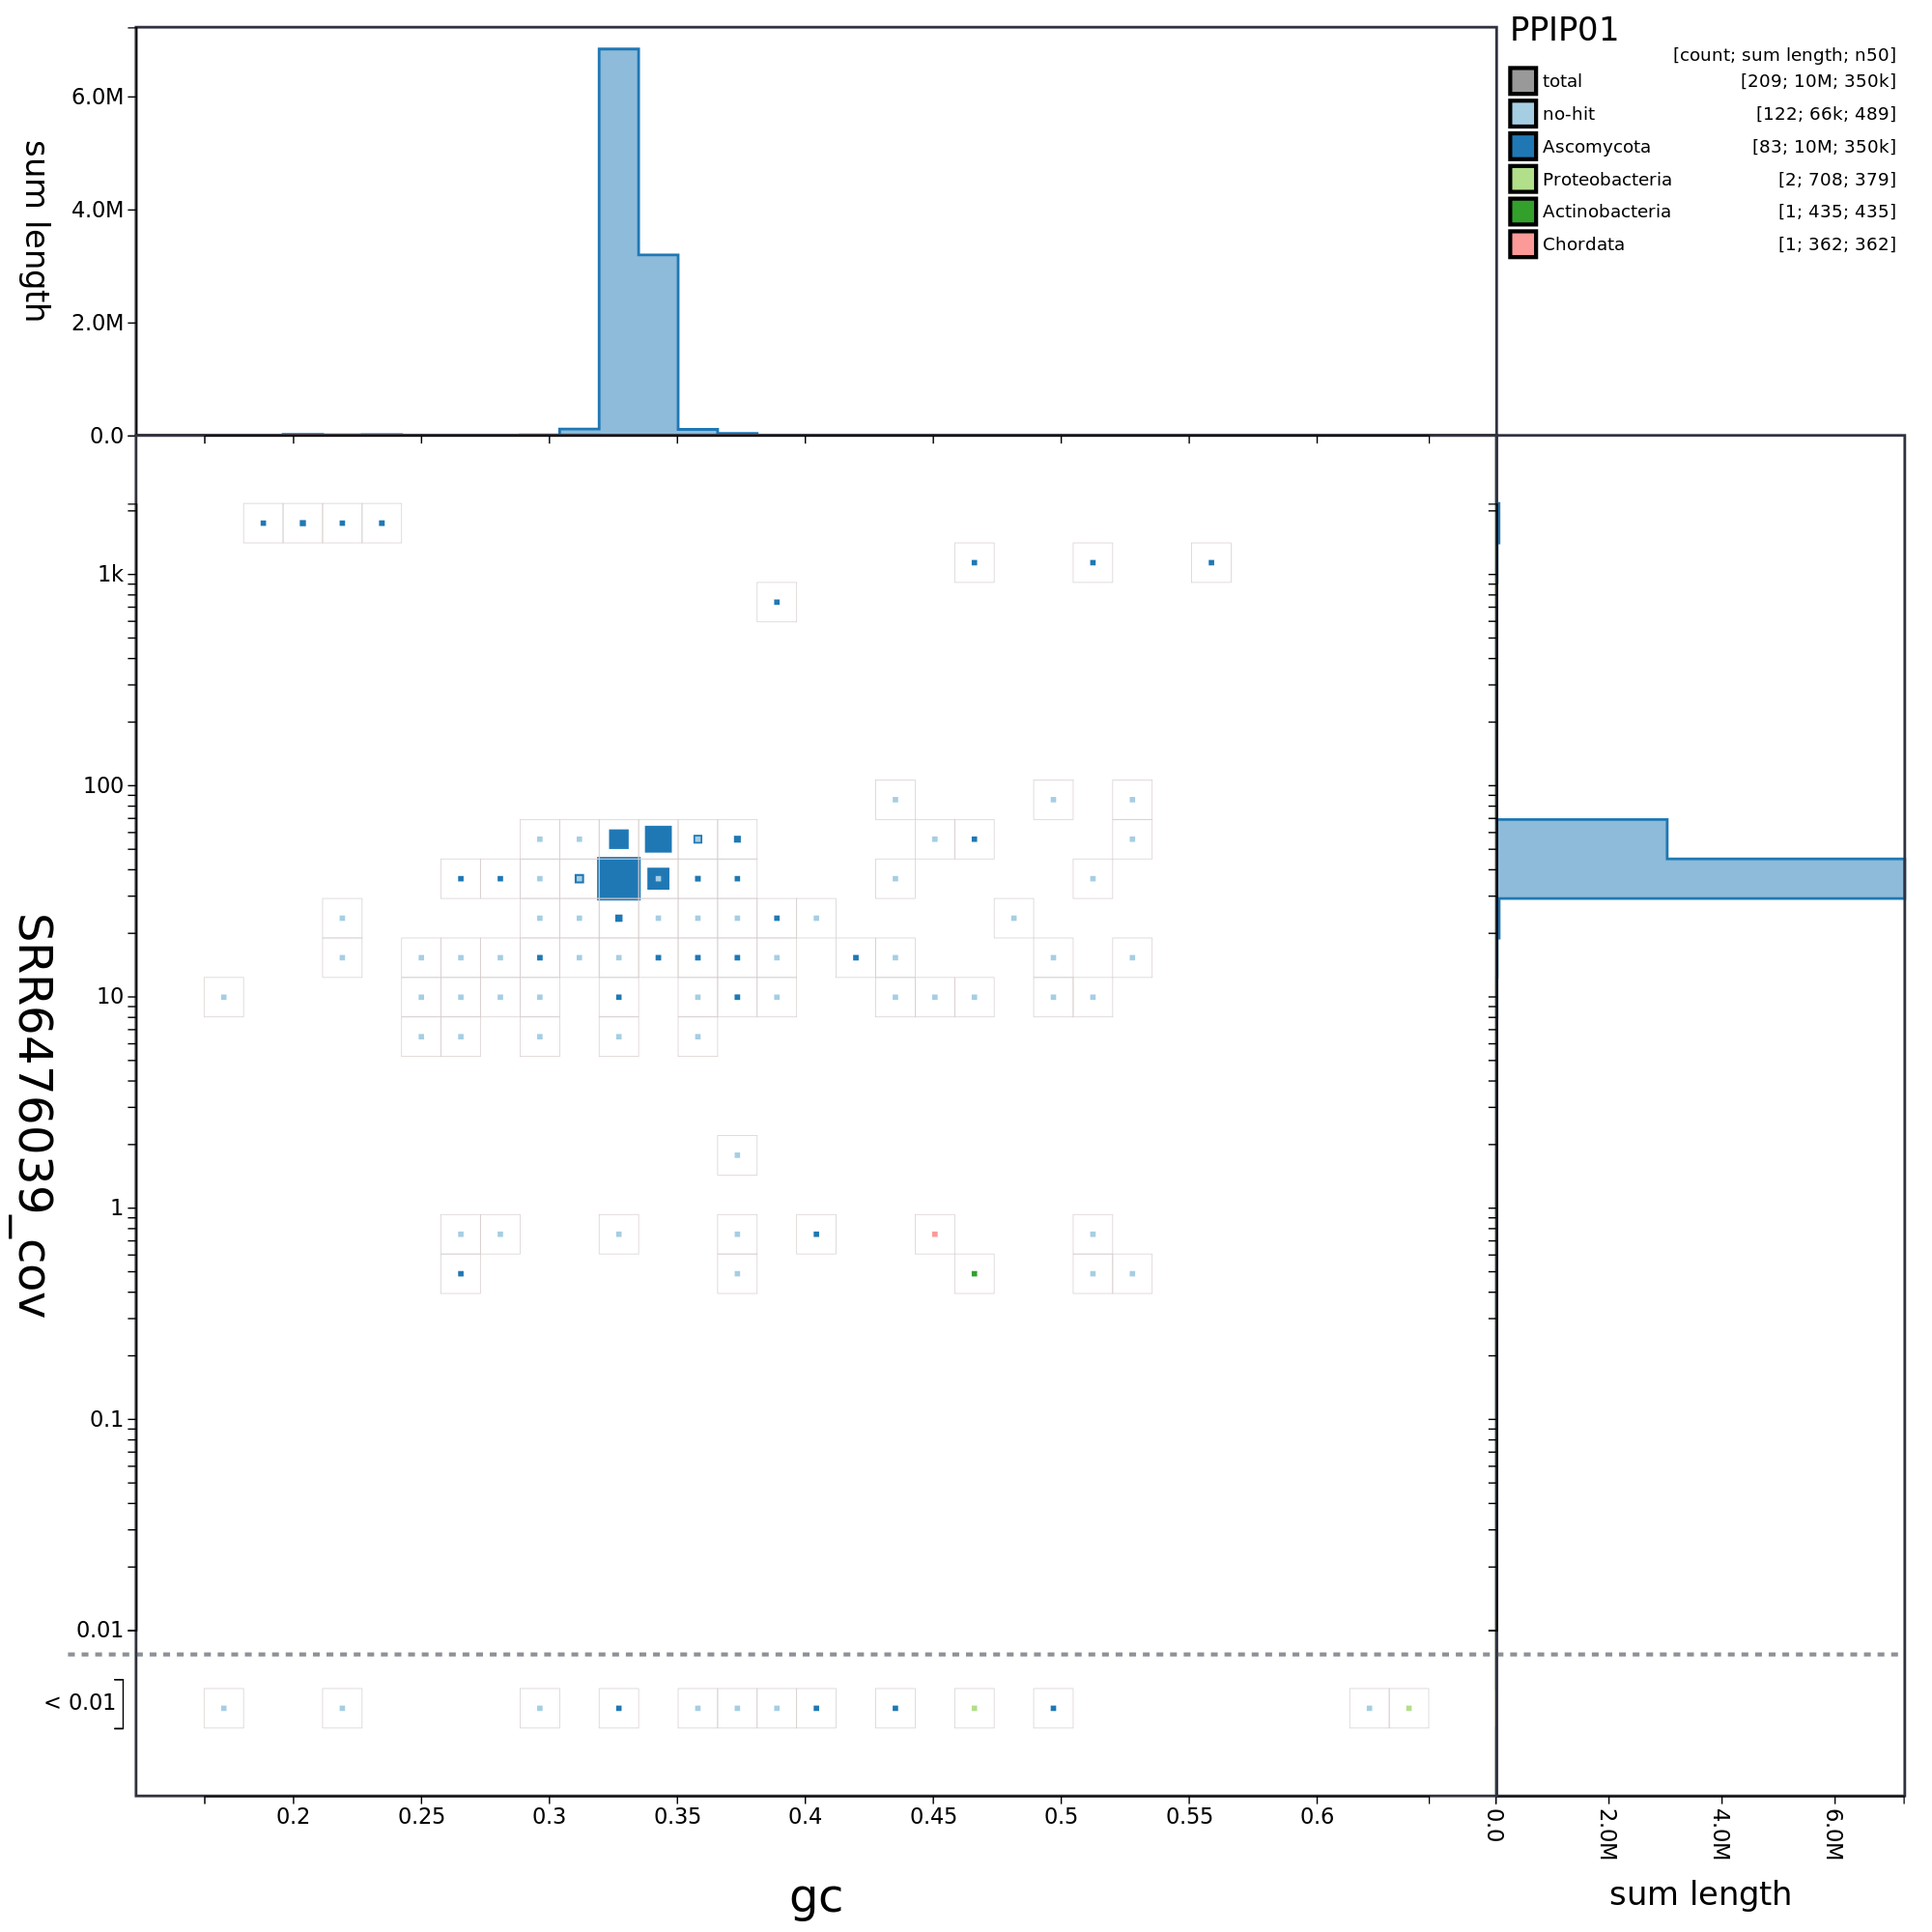 PPIP01
[count; sum length; n50]
total [209; 10M; 350k]
no-hit [122; 66k; 489]
Ascomycota [83; 10M; 350k]
Proteobacteria [2; 708; 379]
Actinobacteria [1; 435; 435]
Chordata [1; 362; 362]
sum length
6.0M
4.0M
2.0M
0.0
SRR6476039_cov
1k
100
10
1
0.1
0.01
< 0.01
0.2 0.25 0.3 0.35 0.4 0.45 0.5 0.55 0.6
gc
0.0 2.0M 4.0M 6.0M
sum length